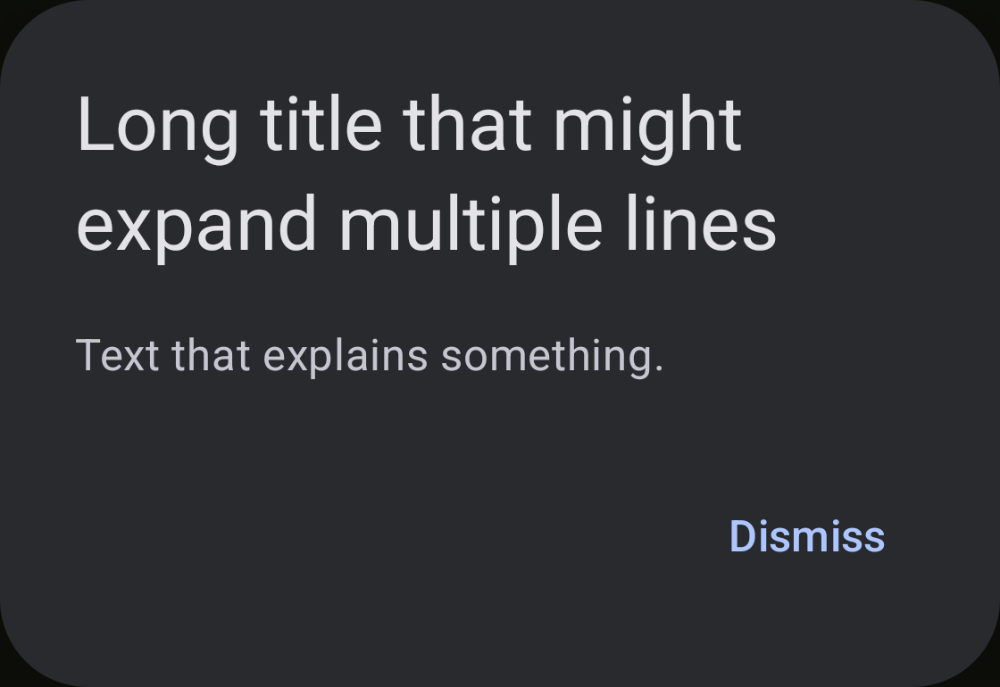 Long title that might
expand multiple lines
Text that explains something.
Dismiss